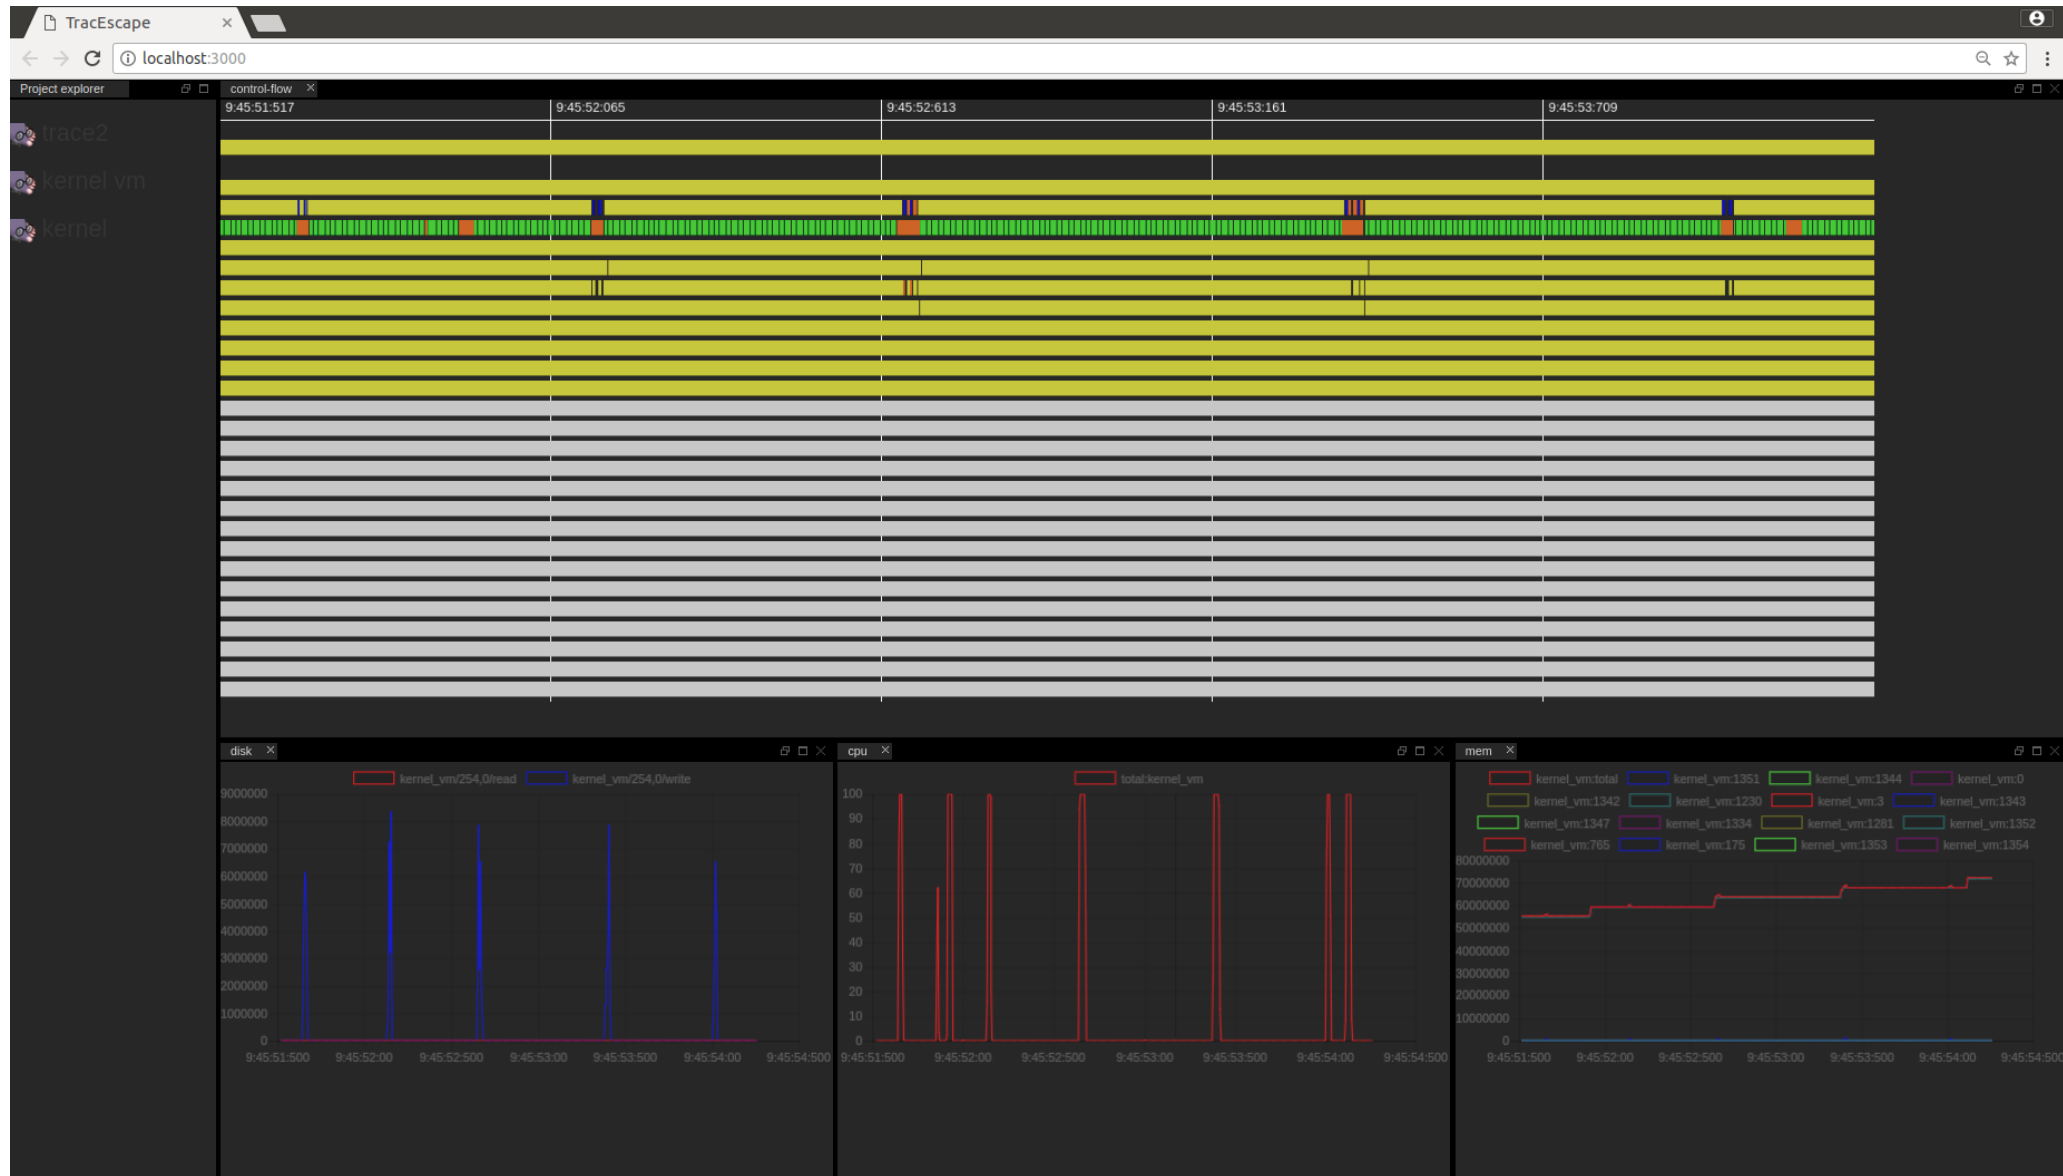 TracEscape
localhost:3000
Project explorer
trace2
kernel vm
kernel
control-flow
9:45:51:517 9:45:52:065 9:45:52:613 9:45:53:161 9:45:53:709
disk
kernel_vm/254,0/read kernel_vm/254,0/write
9000000
8000000
7000000
6000000
5000000
4000000
3000000
2000000
1000000
0
9:45:51:500 9:45:52:00 9:45:52:500 9:45:53:00 9:45:53:500 9:45:54:00 9:45:54:500
cpu
total:kernel_vm
100
90
80
70
60
50
40
30
20
10
0
9:45:51:500 9:45:52:00 9:45:52:500 9:45:53:00 9:45:53:500 9:45:54:00 9:45:54:500
mem
kernel_vm:total kernel_vm:1351 kernel_vm:1344 kernel_vm:0
kernel_vm:1342 kernel_vm:1230 kernel_vm:3 kernel_vm:1343
kernel_vm:1347 kernel_vm:1334 kernel_vm:1281 kernel_vm:1352
kernel_vm:765 kernel_vm:175 kernel_vm:1353 kernel_vm:1354
80000000
70000000
60000000
50000000
40000000
30000000
20000000
10000000
0
9:45:51:500 9:45:52:00 9:45:52:500 9:45:53:00 9:45:53:500 9:45:54:00 9:45:54:500